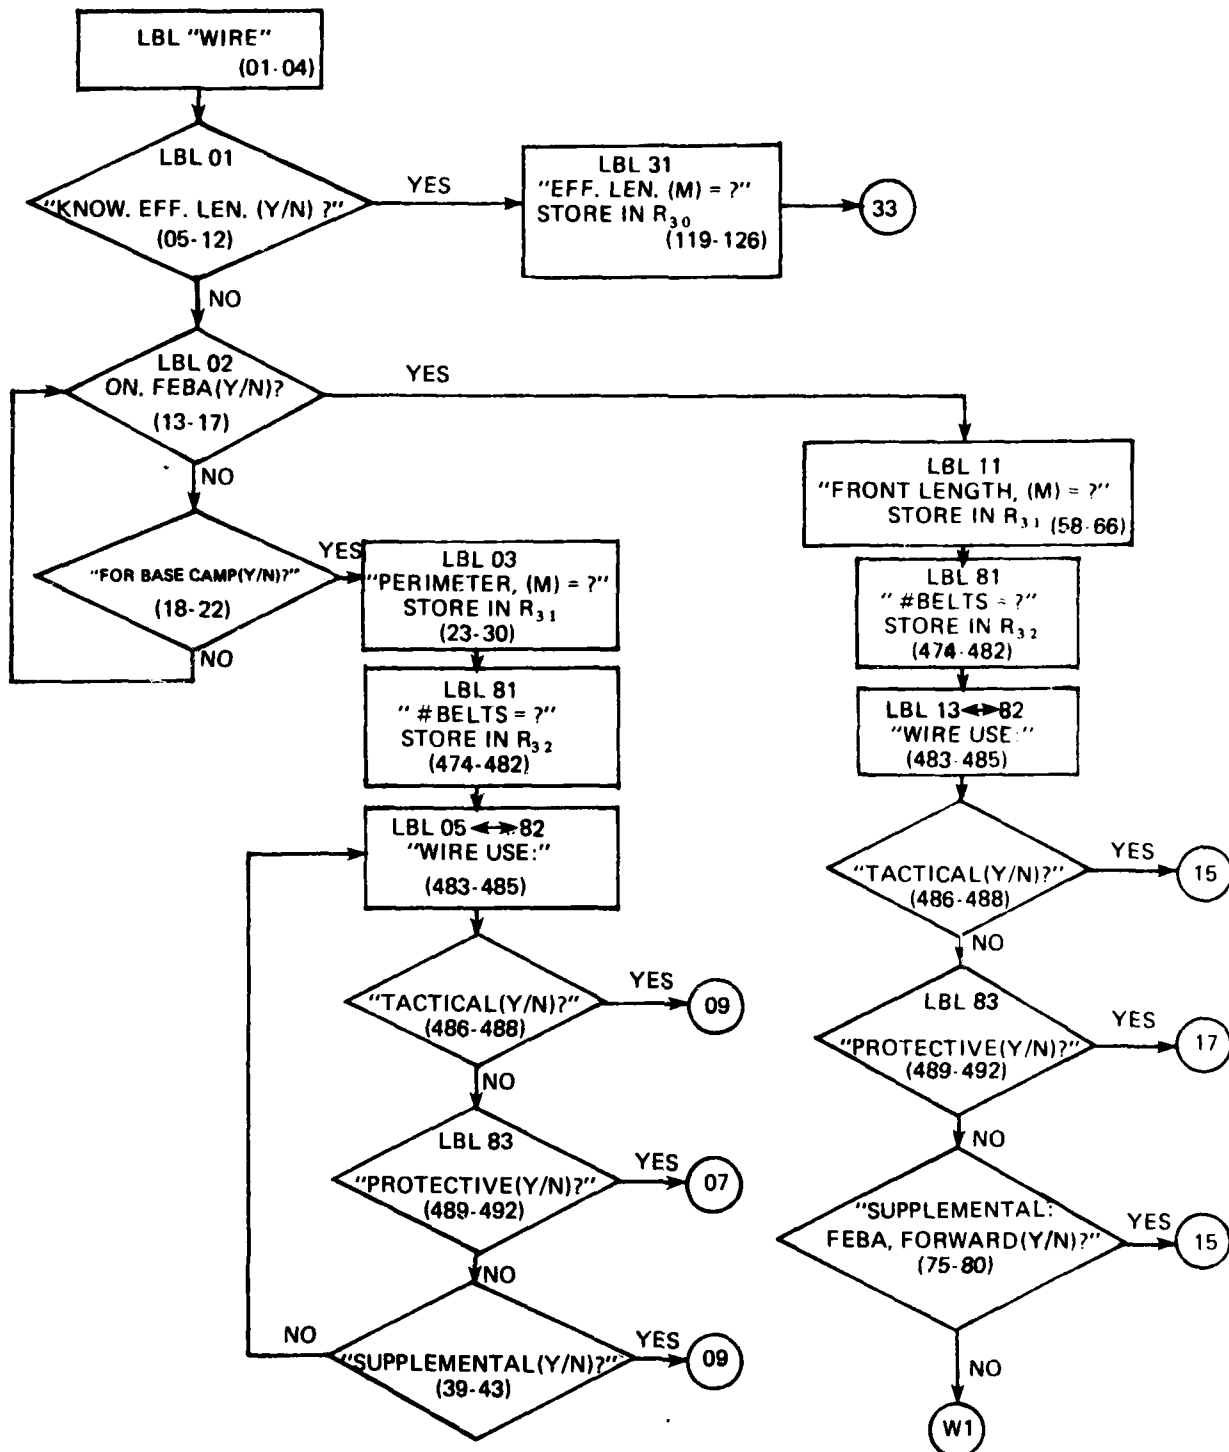 LBL "WIRE"
(01-04)
LBL 01
"KNOW. EFF. LEN. (Y/N) ?"
(05-12)
YES
LBL 31
"EFF. LEN. (M) = ?"
STORE IN R30
(119-126)
33
NO
LBL 02
ON. FEBA(Y/N)?
(13-17)
YES
NO
"FOR BASE CAMP(Y/N)?"
(18-22)
YES
NO
LBL 03
"PERIMETER, (M) = ?"
STORE IN R31
(23-30)
LBL 81
"#BELTS = ?"
STORE IN R32
(474-482)
LBL 05↔82
"WIRE USE:"
(483-485)
"TACTICAL(Y/N)?"
(486-488)
YES
09
NO
LBL 83
"PROTECTIVE(Y/N)?"
(489-492)
YES
07
NO
"SUPPLEMENTAL(Y/N)?"
(39-43)
NO
YES
09
LBL 11
"FRONT LENGTH, (M) = ?"
STORE IN R31 (58-66)
LBL 81
"#BELTS = ?"
STORE IN R32
(474-482)
LBL 13↔82
"WIRE USE:"
(483-485)
"TACTICAL(Y/N)?"
(486-488)
YES
15
NO
LBL 83
"PROTECTIVE(Y/N)?"
(489-492)
YES
17
NO
"SUPPLEMENTAL:
FEBA, FORWARD(Y/N)?"
(75-80)
YES
15
NO
W1